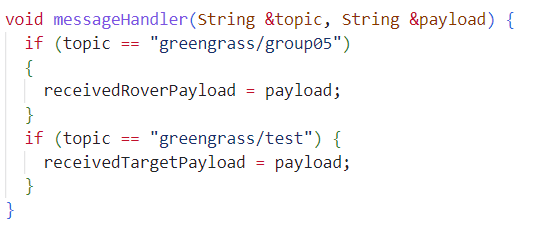 void messageHandler(String &topic, String &payload) {
  if (topic == "greengrass/group05")
  {
    receivedRoverPayload = payload;
  }
  if (topic == "greengrass/test") {
    receivedTargetPayload = payload;
  }
}